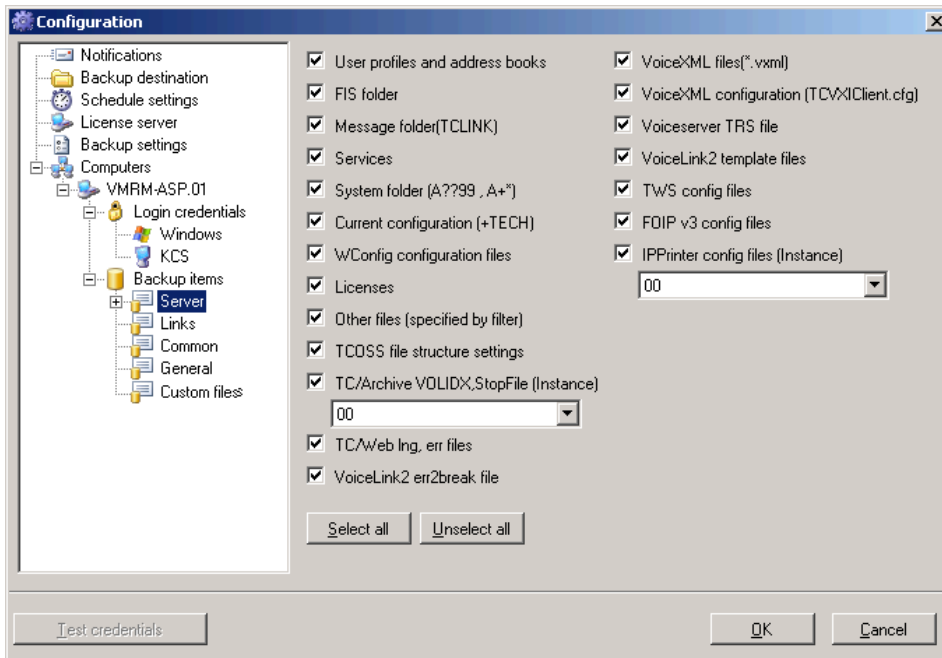 Configuration
Notifications
Backup destination
Schedule settings
License server
Backup settings
Computers
VMRM-ASP.01
Login credentials
Windows
KCS
Backup items
Server
Links
Common
General
Custom files
User profiles and address books
FIS folder
Message folder(TCLINK)
Services
System folder (A??99 , A+*)
Current configuration (+TECH)
WConfig configuration files
Licenses
Other files (specified by filter)
TCOSS file structure settings
TC/Archive VOLIDX,StopFile (Instance)
00
TC/Web lng, err files
VoiceLink2 err2break file
VoiceXML files(*.vxml)
VoiceXML configuration (TCVXIClient.cfg)
Voiceserver TRS file
VoiceLink2 template files
TWS config files
FOIP v3 config files
IPPrinter config files (Instance)
00
Select all
Unselect all
Test credentials
OK
Cancel